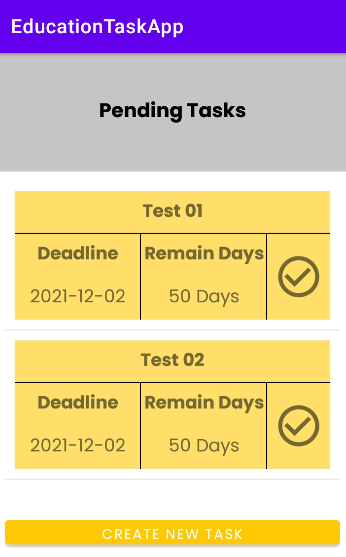 EducationTaskApp
Pending Tasks
Test 01
Deadline Remain Days
2021-12-02 50 Days
Test 02
Deadline Remain Days
2021-12-02 50 Days
CREATE NEW TASK